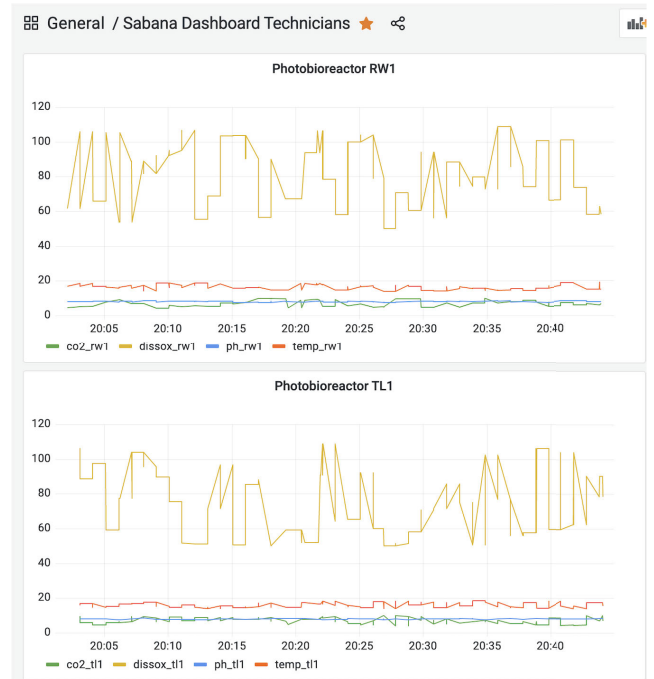 General / Sabana Dashboard Technicians
Photobioreactor RW1
120
100
80
60
40
20
0
20:05 20:10 20:15 20:20 20:25 20:30 20:35 20:40
co2_rw1 dissox_rw1 ph_rw1 temp_rw1
Photobioreactor TL1
120
100
80
60
40
20
0
20:05 20:10 20:15 20:20 20:25 20:30 20:35 20:40
co2_tl1 dissox_tl1 ph_tl1 temp_tl1